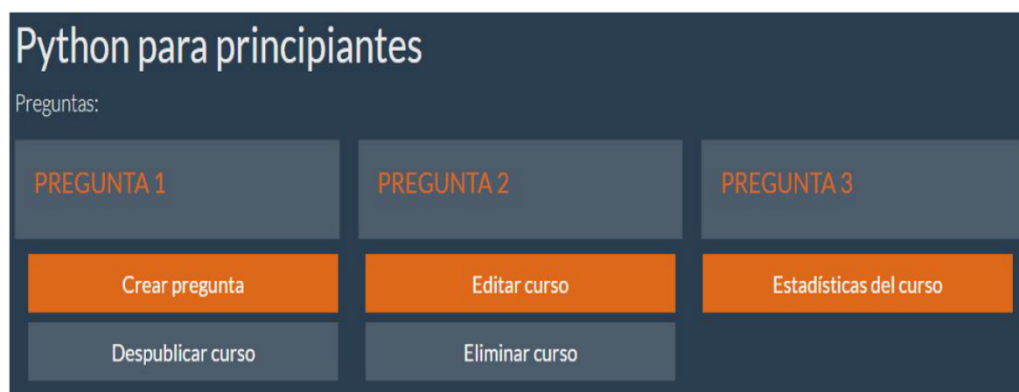 Python para principiantes
Preguntas:
PREGUNTA 1
PREGUNTA 2
PREGUNTA 3
Crear pregunta
Editar curso
Estadísticas del curso
Despublicar curso
Eliminar curso